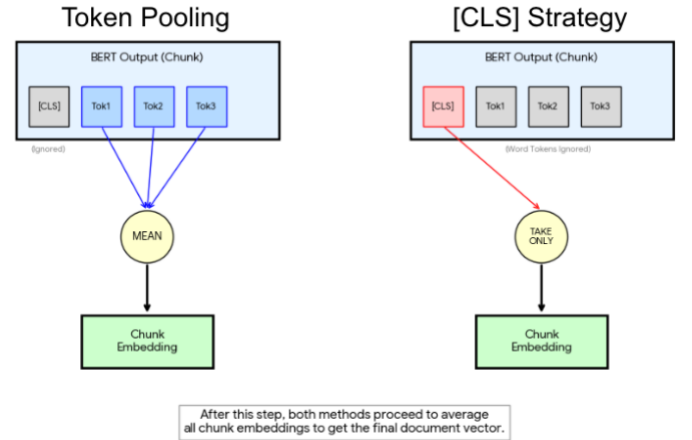 Token Pooling
BERT Output (Chunk)
[CLS]
Tok1
Tok2
Tok3
(Ignored)
MEAN
Chunk
Embedding
[CLS] Strategy
BERT Output (Chunk)
[CLS]
Tok1
Tok2
Tok3
(Word Tokens Ignored)
TAKE
ONLY
Chunk
Embedding
After this step, both methods proceed to average
all chunk embeddings to get the final document vector.